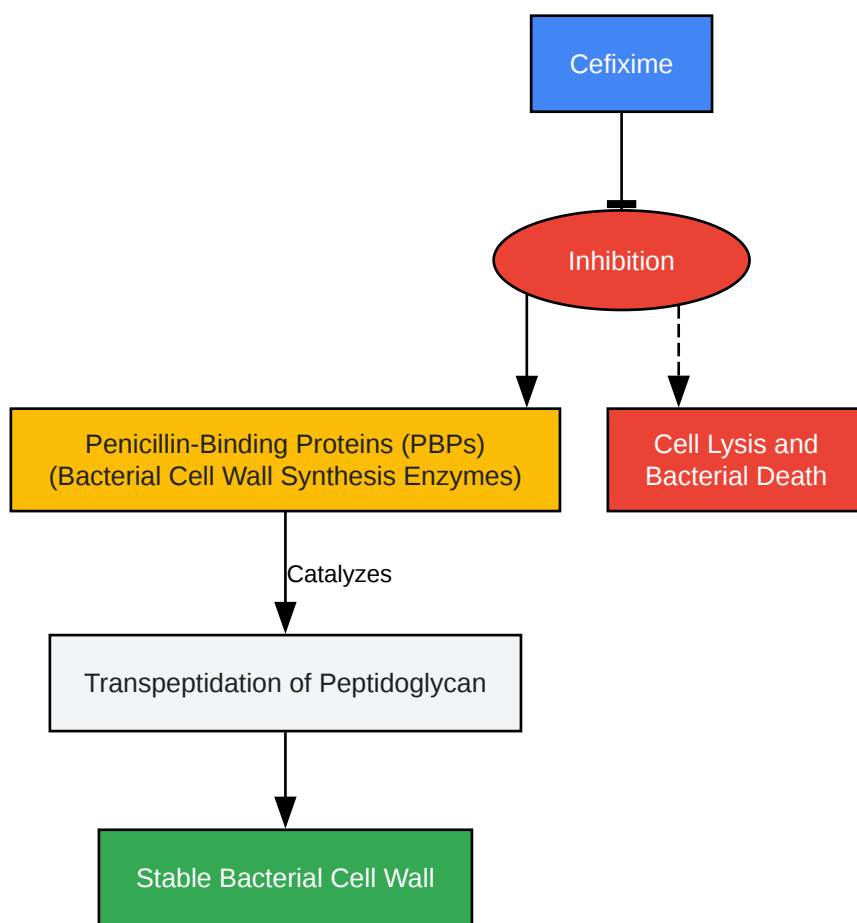 Cefixime
Inhibition
Penicillin-Binding Proteins (PBPs)
(Bacterial Cell Wall Synthesis Enzymes)
Cell Lysis and
Bacterial Death
Catalyzes
Transpeptidation of Peptidoglycan
Stable Bacterial Cell Wall